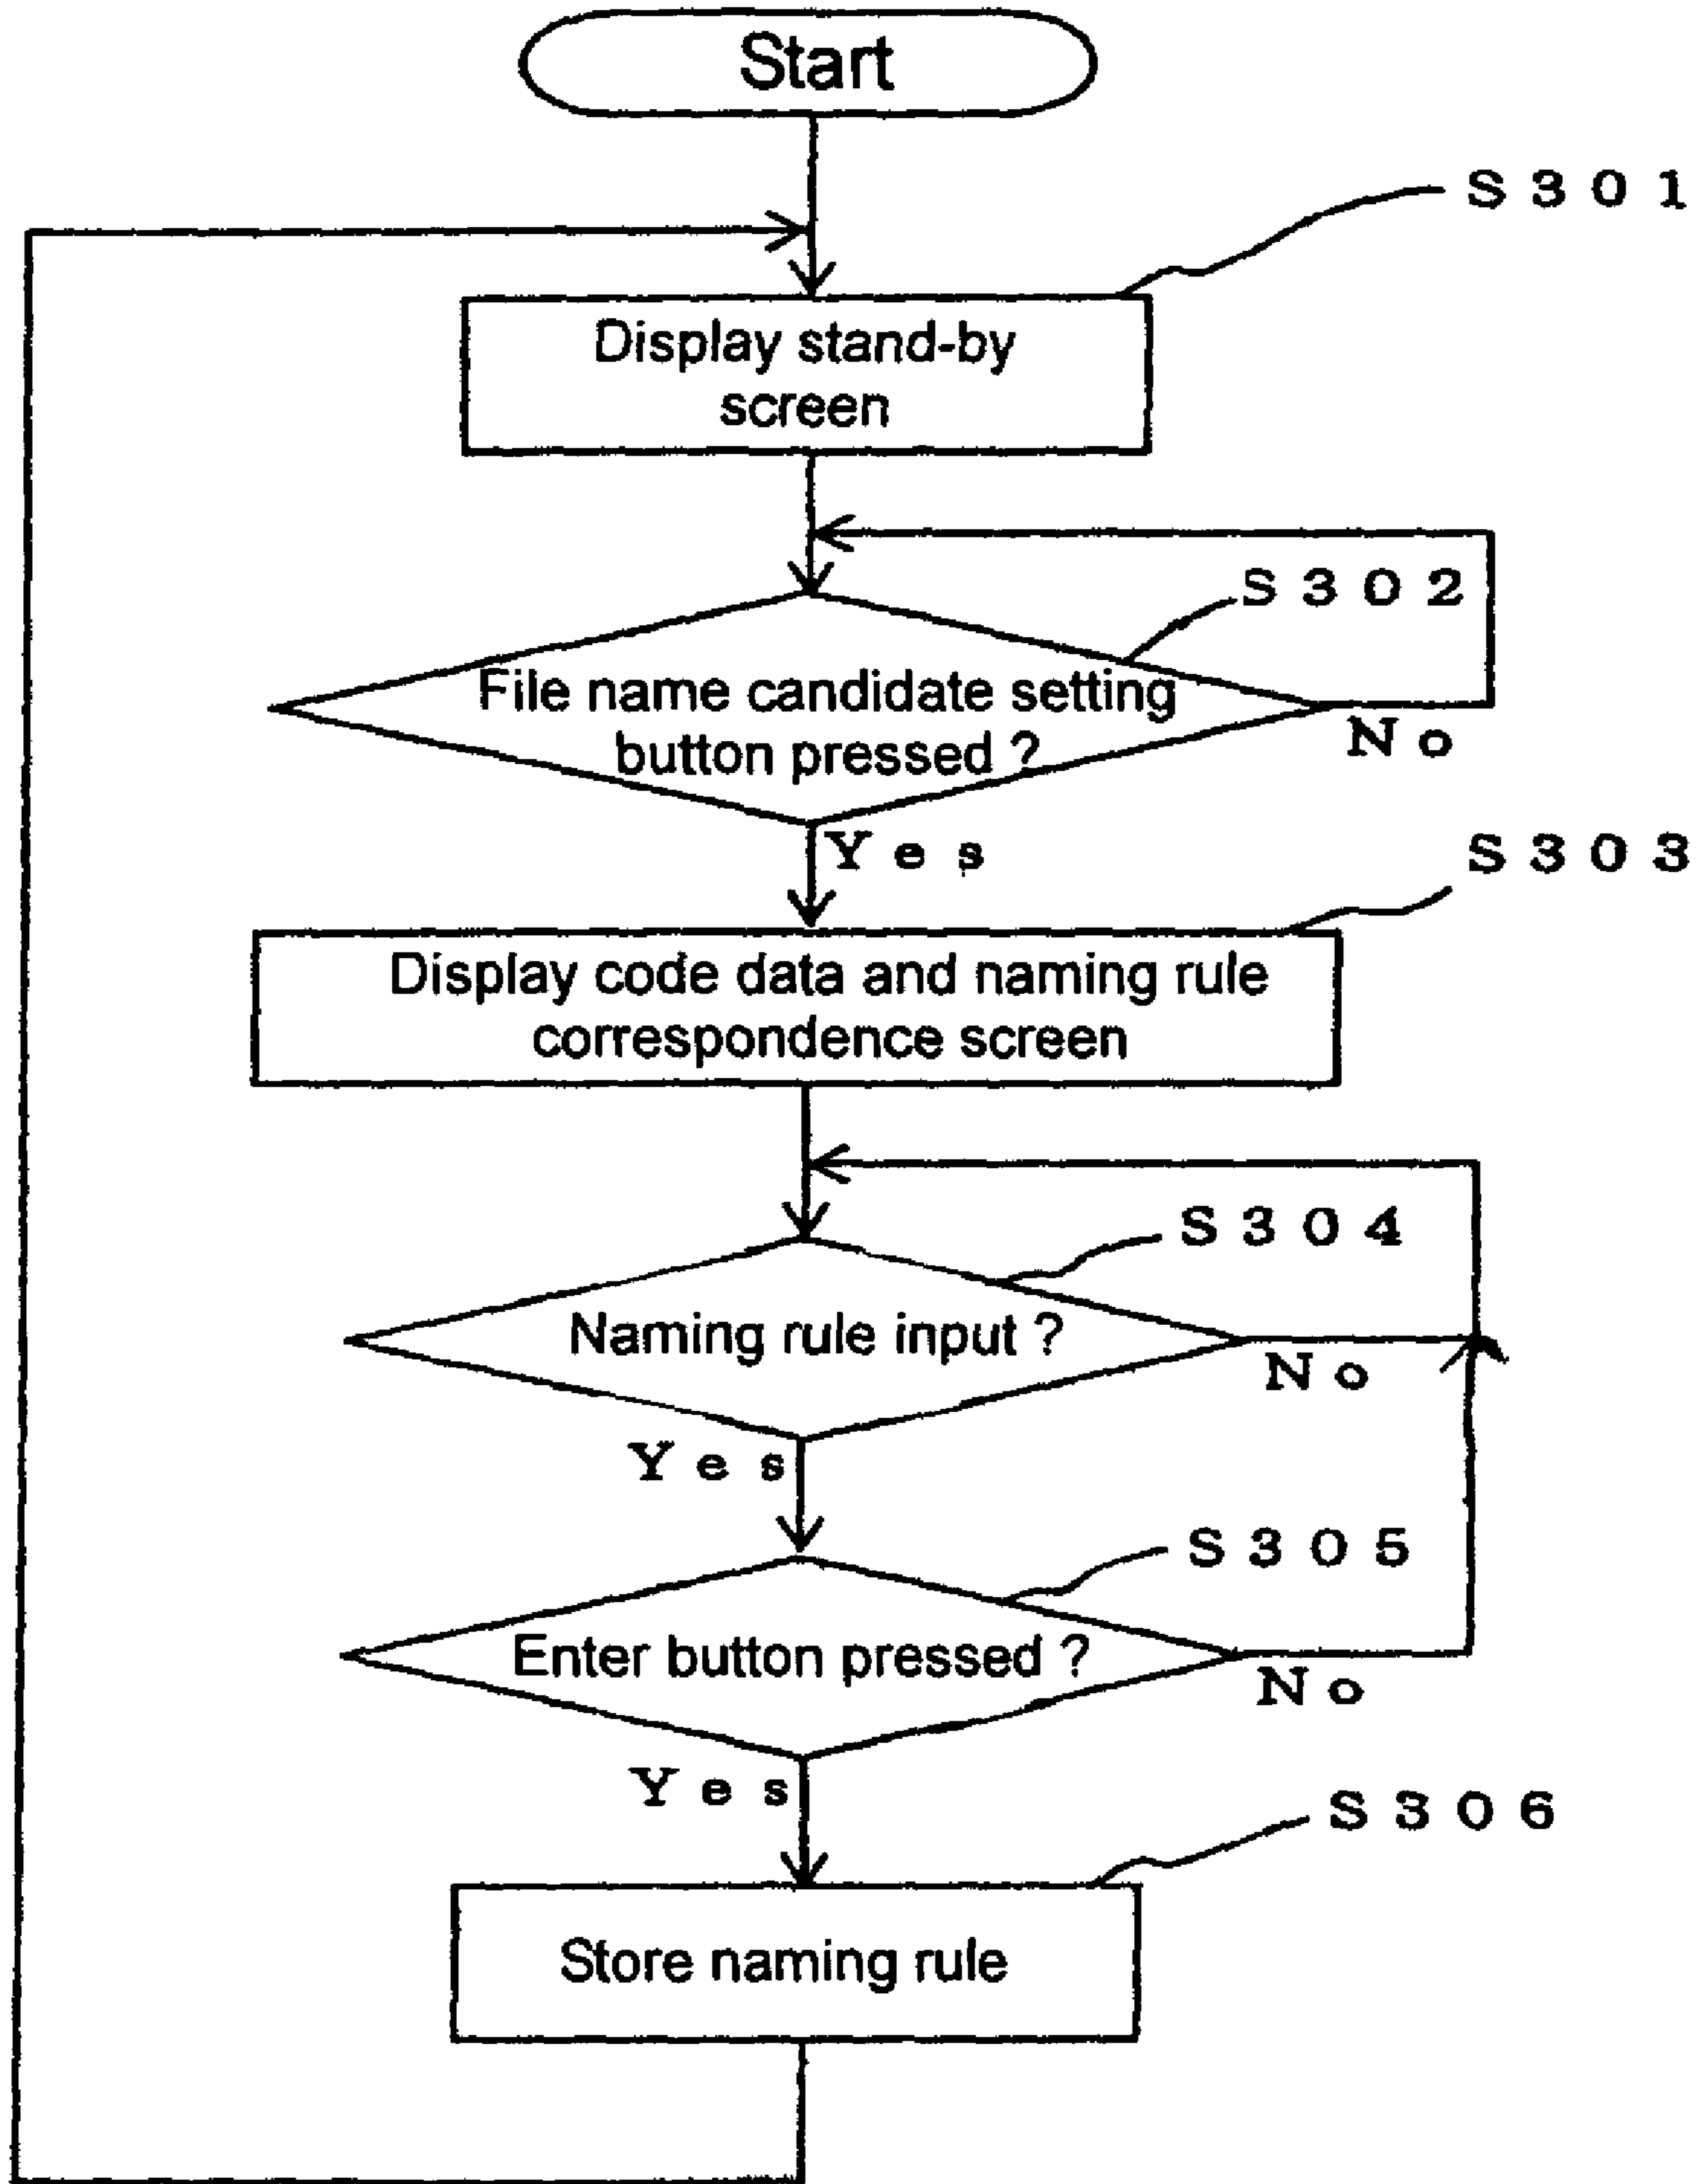 Start
S301
Display stand-by
screen
S302
File name candidate setting
button pressed ?
No
Yes
S303
Display code data and naming rule
correspondence screen
S304
Naming rule input ?
No
Yes
S305
Enter button pressed ?
No
Yes
S306
Store naming rule